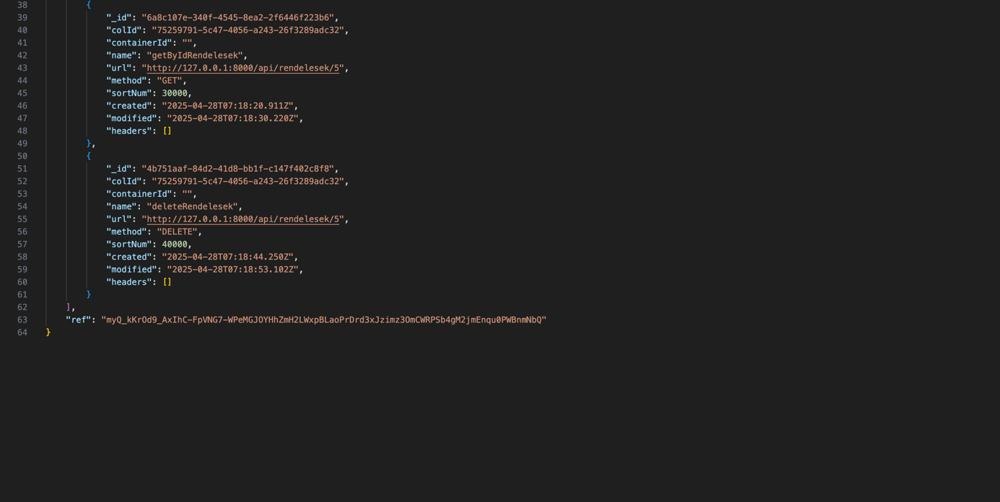 38 {
39 "_id": "6a8c107e-340f-4545-8ea2-2f6446f223b6",
40 "colId": "75259791-5c47-4056-a243-26f3289adc32",
41 "containerId": "",
42 "name": "getByIdRendelesek",
43 "url": "http://127.0.0.1:8000/api/rendelesek/5",
44 "method": "GET",
45 "sortNum": 30000,
46 "created": "2025-04-28T07:18:20.911Z",
47 "modified": "2025-04-28T07:18:30.220Z",
48 "headers": []
49 },
50 {
51 "_id": "4b751aaf-84d2-41d8-bb1f-c147f402c8f8",
52 "colId": "75259791-5c47-4056-a243-26f3289adc32",
53 "containerId": "",
54 "name": "deleteRendelesek",
55 "url": "http://127.0.0.1:8000/api/rendelesek/5",
56 "method": "DELETE",
57 "sortNum": 40000,
58 "created": "2025-04-28T07:18:44.250Z",
59 "modified": "2025-04-28T07:18:53.102Z",
60 "headers": []
61 }
62 ],
63 "ref": "myQ_kKrOd9_AxIhC-FpVNG7-WPeMGJOYHhZmH2LWxpBLaoPrDrd3xJzimz3OmCWRPSb4gM2jmEnqu0PWBnmNbQ"
64 }